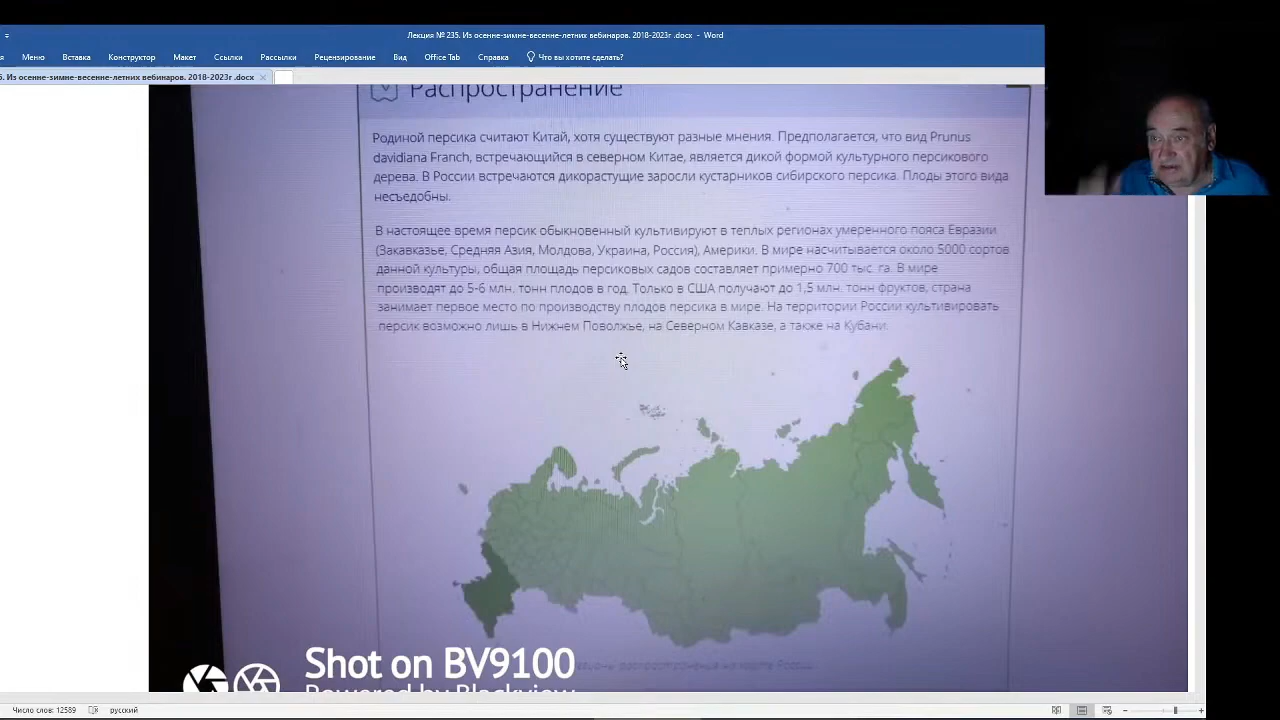 Лекция № 235. Из осенне-зимне-весенне-летних вебинаров. 2018-2023г .docx - Word
Меню Вставка Конструктор Макет Ссылки Рассылки Рецензирование Вид Office Tab Справка Что вы хотите сделать?
. Из осенне-зимне-весенне-летних вебинаров. 2018-2023г .docx
Распространение
Родиной персика считают Китай, хотя существуют разные мнения. Предполагается, что вид Prunus
davidiana Franch, встречающийся в северном Китае, является дикой формой культурного персикового
дерева. В России встречаются дикорастущие заросли кустарников сибирского персика. Плоды этого вида
несъедобны.
В настоящее время персик обыкновенный культивируют в теплых регионах умеренного пояса Евразии
(Закавказье, Средняя Азия, Молдова, Украина, Россия), Америки. В мире насчитывается около 5000 сортов
данной культуры, общая площадь персиковых садов составляет примерно 700 тыс. га. В мире
производят до 5-6 млн. тонн плодов в год. Только в США получают до 1,5 млн. тонн фруктов, страна
занимает первое место по производству плодов персика в мире. На территории России культивировать
персик возможно лишь в Нижнем Поволжье, на Северном Кавказе, а также на Кубани.
распространения на карте России
Shot on BV9100
Powered by Blackview
Число слов: 12589 русский